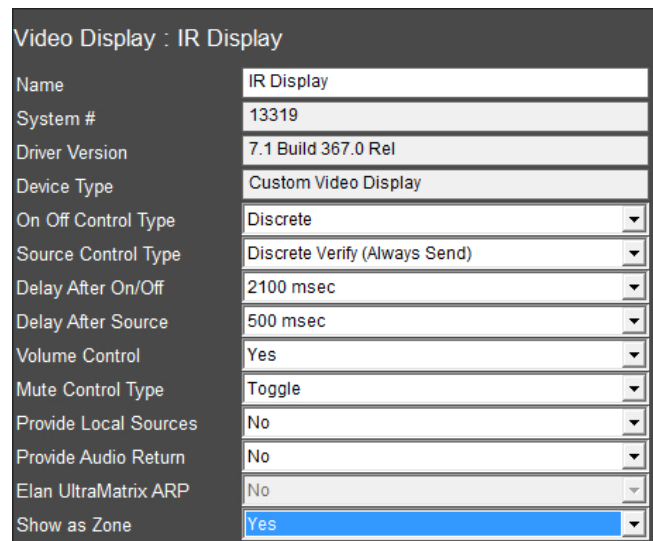 Video Display : IR Display
Name IR Display
System # 13319
Driver Version 7.1 Build 367.0 Rel
Device Type Custom Video Display
On Off Control Type Discrete
Source Control Type Discrete Verify (Always Send)
Delay After On/Off 2100 msec
Delay After Source 500 msec
Volume Control Yes
Mute Control Type Toggle
Provide Local Sources No
Provide Audio Return No
Elan UltraMatrix ARP No
Show as Zone Yes